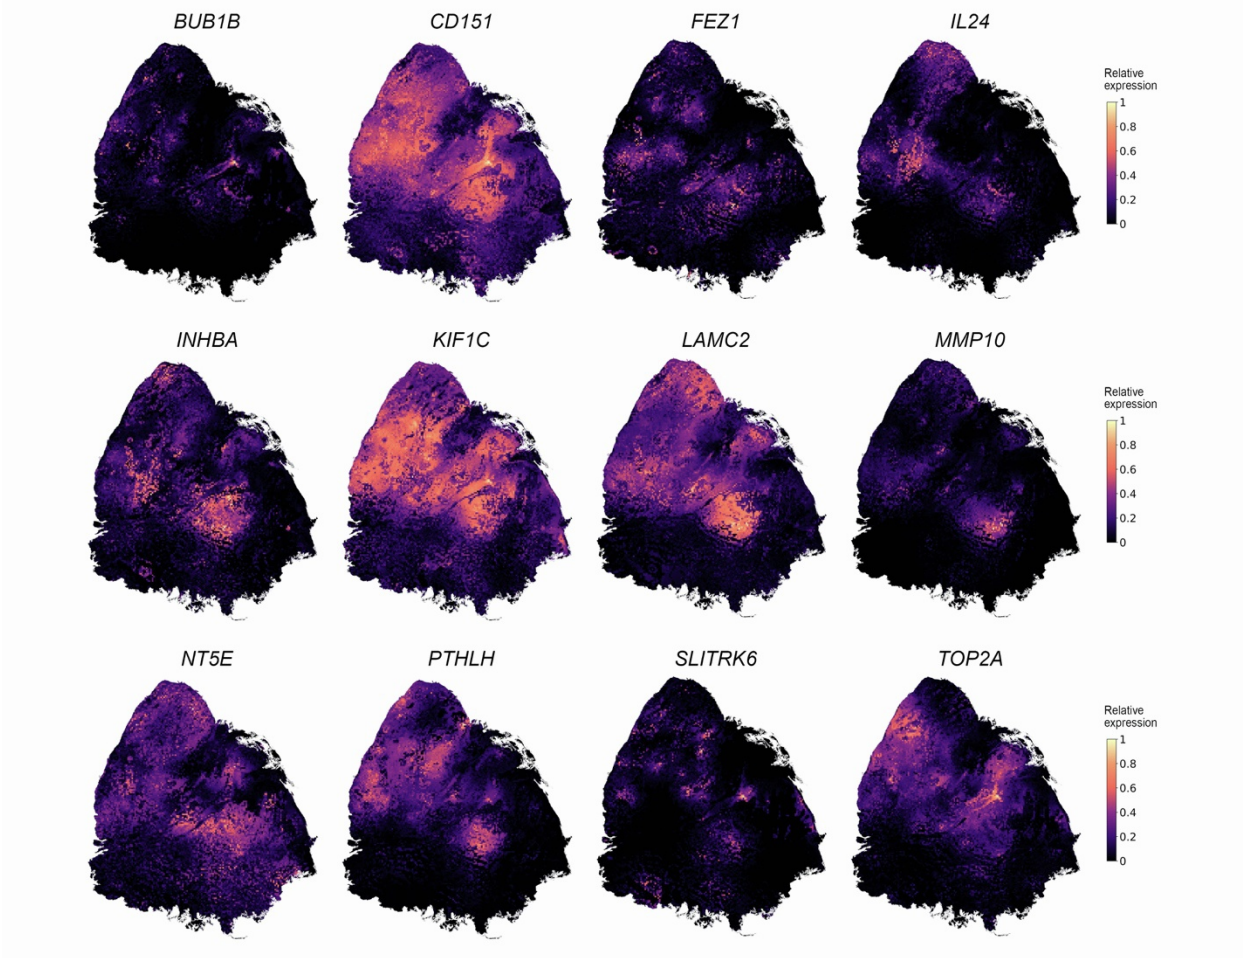 BUB1B
CD151
FEZ1
IL24
Relative
expression
1
0.8
0.6
0.4
0.2
0
INHBA
KIF1C
LAMC2
MMP10
Relative
expression
1
0.8
0.6
0.4
0.2
0
NT5E
PTHLH
SLITRK6
TOP2A
Relative
expression
1
0.8
0.6
0.4
0.2
0